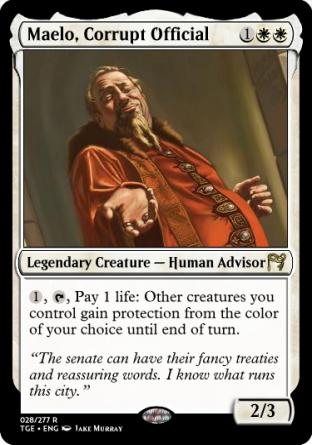 Maelo, Corrupt Official 1
Legendary Creature — Human Advisor
1, , Pay 1 life: Other creatures you
control gain protection from the color
of your choice until end of turn.
“The senate can have their fancy treaties
and reassuring words. I know what runs
this city.”
2/3
028/277 R
TGE • ENG Jake Murray